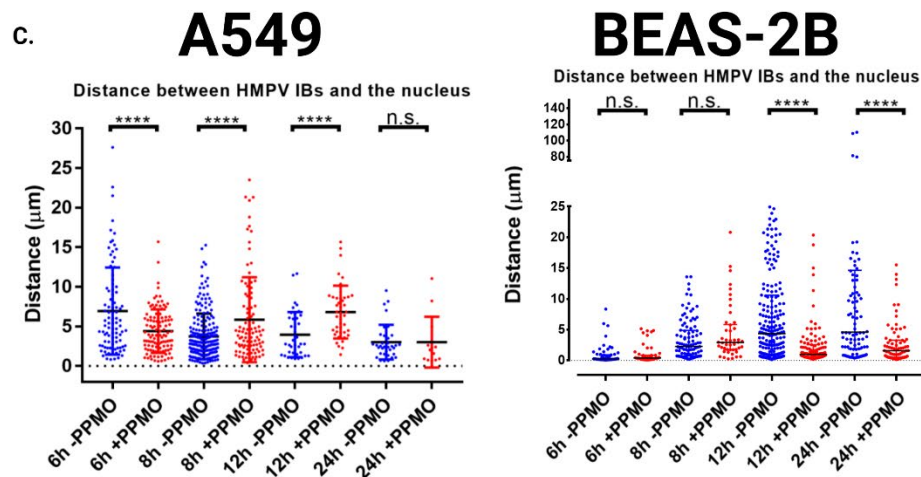 c. A549
Distance between HMPV IBs and the nucleus
**** **** **** n.s.
Distance (μm)
30
25
20
15
10
5
0
6h -PPMO 6h +PPMO 8h -PPMO 8h +PPMO 12h -PPMO 12h +PPMO 24h -PPMO 24h +PPMO
BEAS-2B
Distance between HMPV IBs and the nucleus
n.s. n.s. **** ****
Distance (μm)
140
120
100
80
60
25
20
15
10
5
0
6h -PPMO 6h +PPMO 8h -PPMO 8h +PPMO 12h -PPMO 12h +PPMO 24h -PPMO 24h +PPMO